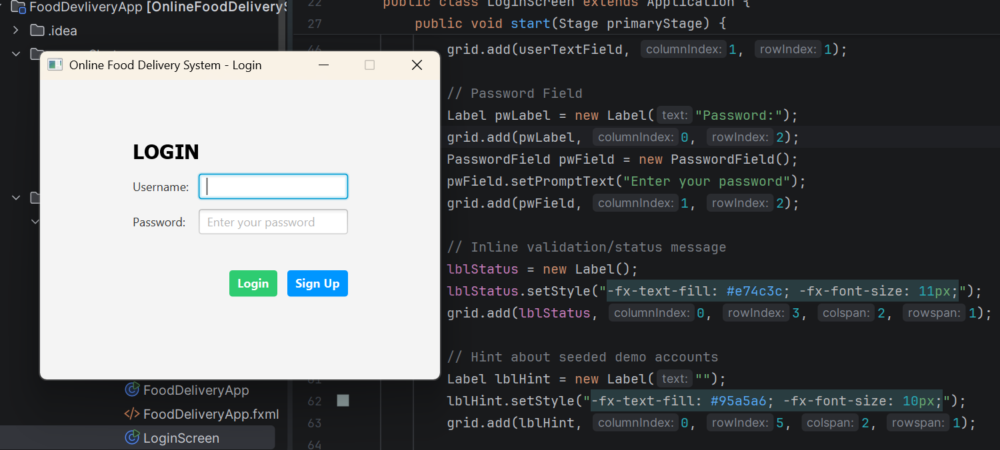 FoodDevliveryApp [OnlineFoodDeliveryS
.idea
Online Food Delivery System - Login
LOGIN
Username:
Password: Enter your password
Login Sign Up
FoodDeliveryApp
FoodDeliveryApp.fxml
LoginScreen
22 public class LoginScreen extends Application {
27 public void start(Stage primaryStage) {
46 grid.add(userTextField, columnIndex: 1, rowIndex: 1);
// Password Field
Label pwLabel = new Label( text: "Password:");
grid.add(pwLabel, columnIndex: 0, rowIndex: 2);
PasswordField pwField = new PasswordField();
pwField.setPromptText("Enter your password");
grid.add(pwField, columnIndex: 1, rowIndex: 2);
// Inline validation/status message
lblStatus = new Label();
lblStatus.setStyle("-fx-text-fill: #e74c3c; -fx-font-size: 11px;");
grid.add(lblStatus, columnIndex: 0, rowIndex: 3, colspan: 2, rowspan: 1);
// Hint about seeded demo accounts
61 Label lblHint = new Label( text: "");
62 lblHint.setStyle("-fx-text-fill: #95a5a6; -fx-font-size: 10px;");
63 grid.add(lblHint, columnIndex: 0, rowIndex: 5, colspan: 2, rowspan: 1);
64